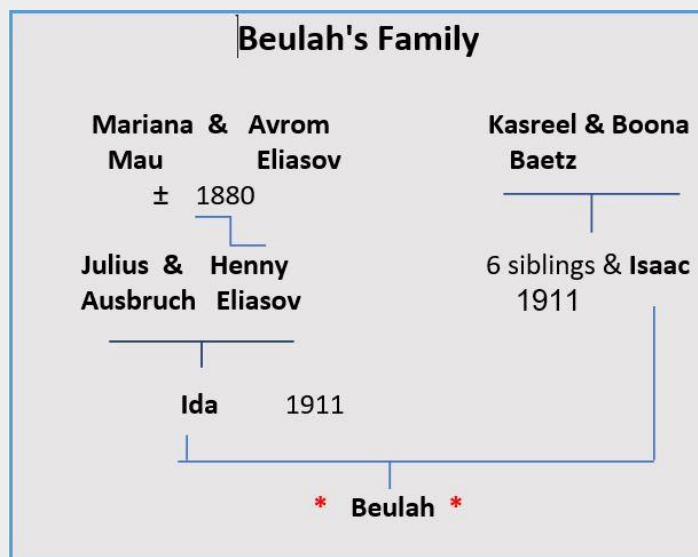 Beulah's Family
Mariana & Avrom
Mau Eliasov
± 1880
Kasreel & Boona
Baetz
Julius & Henny
Ausbruch Eliasov
6 siblings & Isaac
1911
Ida 1911
* Beulah *